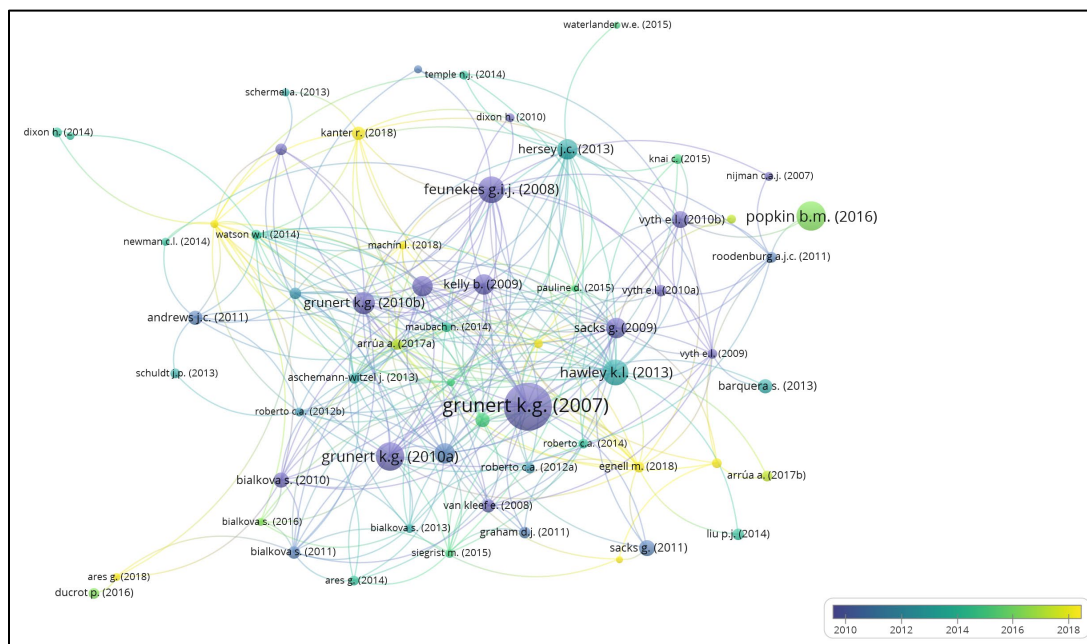 waterlander w.e. (2015)
temple n.j. (2014)
schermel a. (2013)
dixon h. (2010)
dixon h. (2014)
kanter r. (2018)
hersey j.c. (2013)
knai c. (2015)
nijman c.a.j. (2007)
feunekes g.i.j. (2008)
vyth e.l. (2010b)
popkin b.m. (2016)
newman c.l. (2014)
watson w.l. (2014)
machín l. (2018)
roodenburg a.j.c. (2011)
kelly b. (2009)
pauline d. (2015)
vyth e.l. (2010a)
grunert k.g. (2010b)
andrews j.c. (2011)
maubach n. (2014)
sacks g. (2009)
arrúa a. (2017a)
vyth e.l. (2009)
schuldt j.p. (2013)
aschemann-witzel j. (2013)
hawley k.l. (2013)
barquera s. (2013)
grunert k.g. (2007)
roberto c.a. (2012b)
roberto c.a. (2014)
grunert k.g. (2010a)
roberto c.a. (2012a)
egnell m. (2018)
arrúa a. (2017b)
bialkova s. (2010)
van kleef e. (2008)
bialkova s. (2016)
bialkova s. (2013)
graham d.j. (2011)
liu p.j. (2014)
bialkova s. (2011)
siegrist m. (2015)
sacks g. (2011)
ares g. (2018)
ares g. (2014)
ducrot p. (2016)
2010 2012 2014 2016 2018